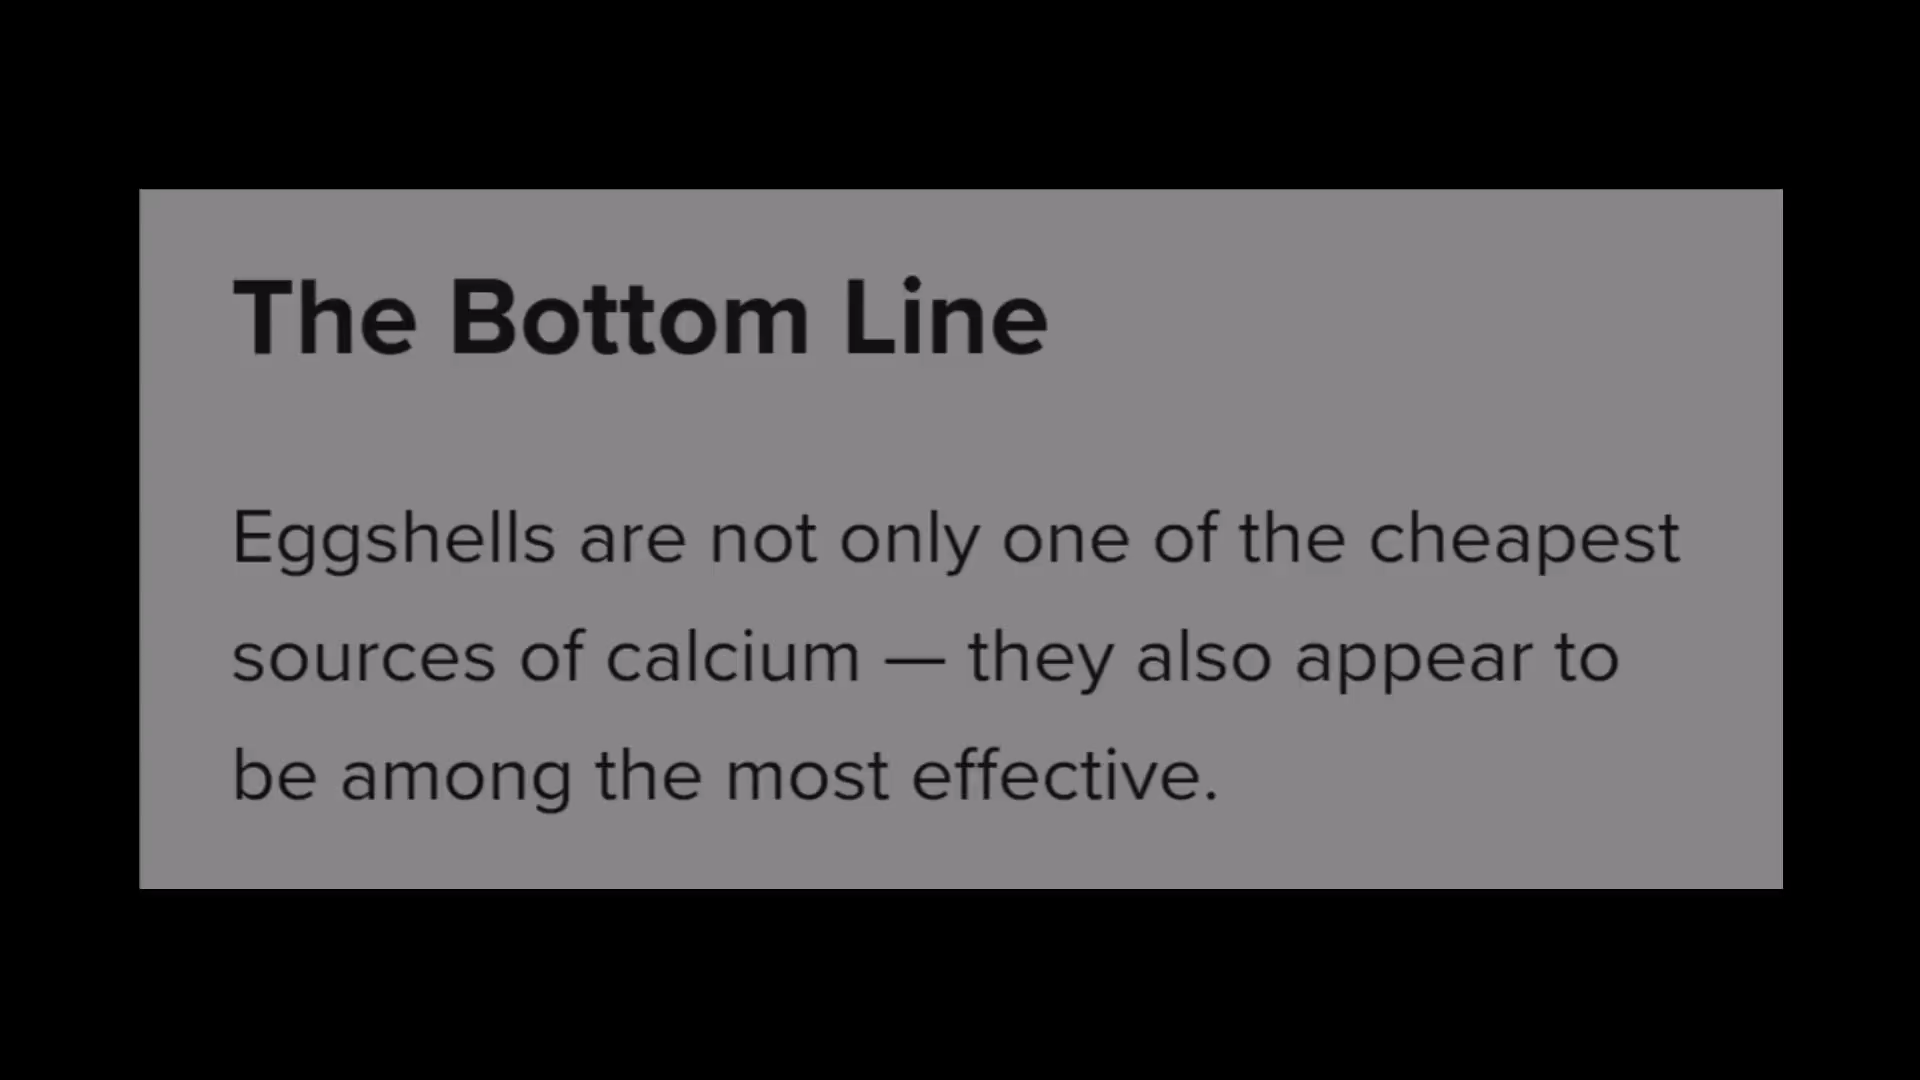 The Bottom Line
Eggshells are not only one of the cheapest
sources of calcium — they also appear to
be among the most effective.